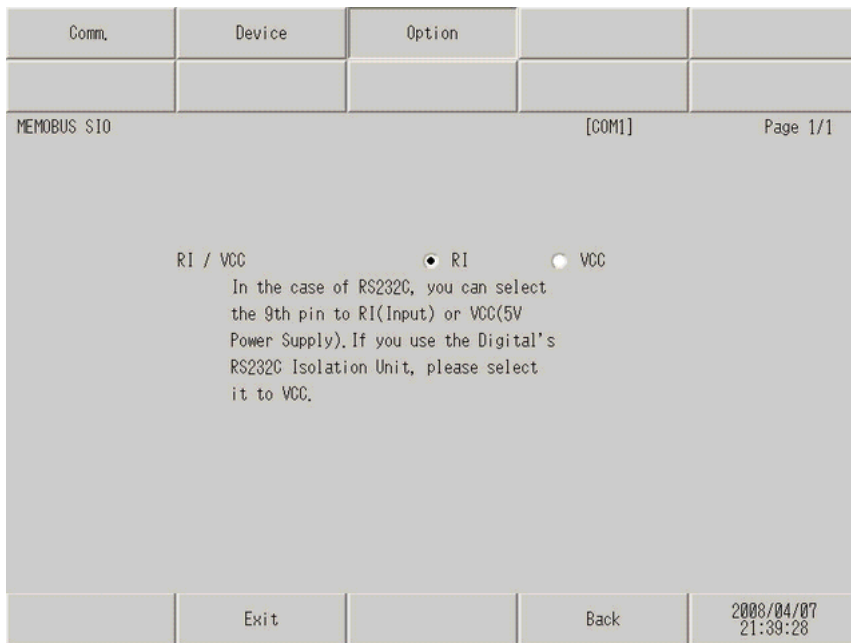 Comm. Device Option
MEMOBUS SIO [COM1] Page 1/1
RI / VCC RI VCC
In the case of RS232C, you can select
the 9th pin to RI(Input) or VCC(5V
Power Supply). If you use the Digital's
RS232C Isolation Unit, please select
it to VCC.
Exit Back 2008/04/07
21:39:28